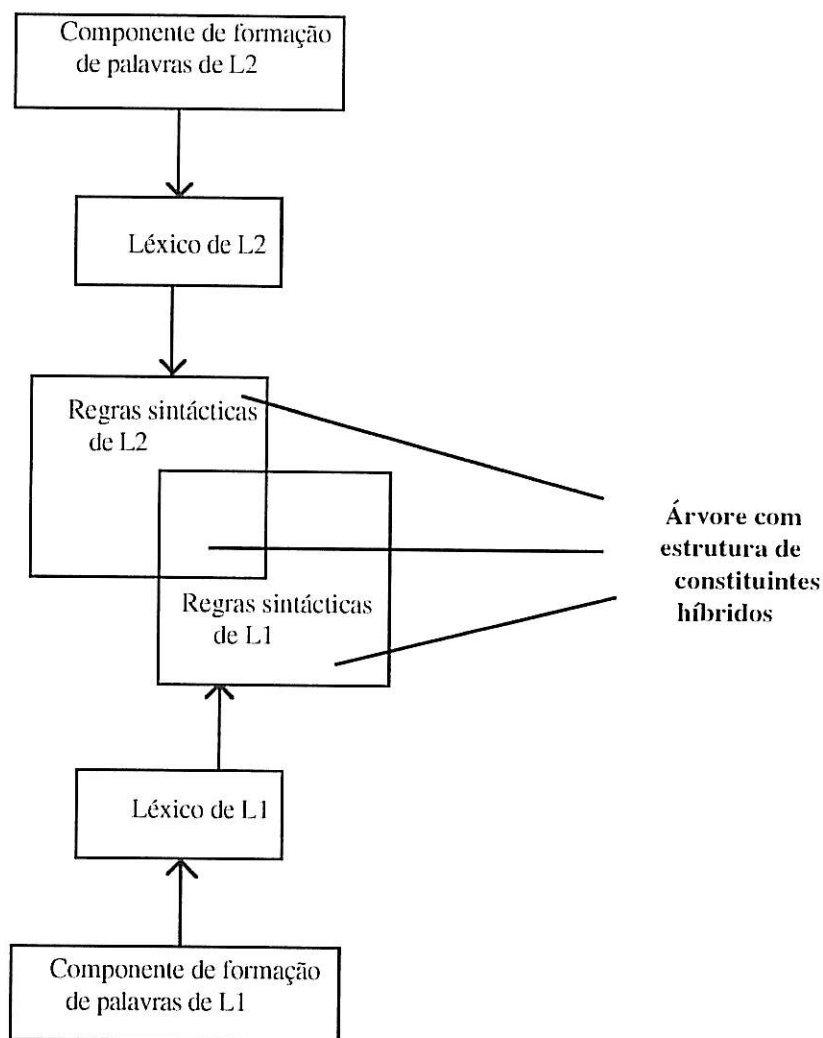 Componente de formação
de palavras de L2
Léxico de L2
Regras sintácticas
de L2
Árvore com
estrutura de
constituintes
híbridos
Regras sintácticas
de L1
Léxico de L1
Componente de formação
de palavras de L1